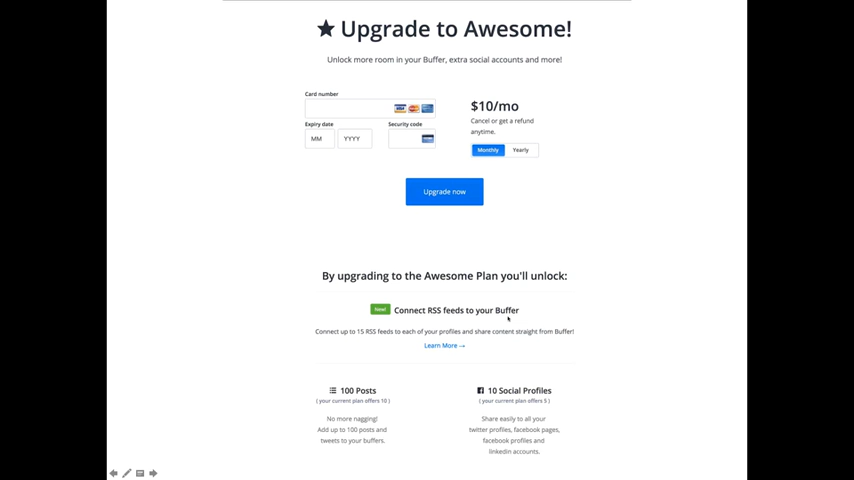 Upgrade to Awesome!
Unlock more room in your Buffer, extra social accounts and more!
Card number
$10/mo
Cancel or get a refund
anytime.
Expiry date
Security code
MM
YYYY
Monthly
Yearly
Upgrade now
By upgrading to the Awesome Plan you'll unlock:
New!
Connect RSS feeds to your Buffer
Connect up to 15 RSS feeds to each of your profiles and share content straight from Buffer!
Learn More →
100 Posts
( your current plan offers 10 )
No more nagging!
Add up to 100 posts and
tweets to your buffers.
10 Social Profiles
( your current plan offers 5 )
Share easily to all your
twitter profiles, facebook pages,
facebook profiles and
linkedin accounts.